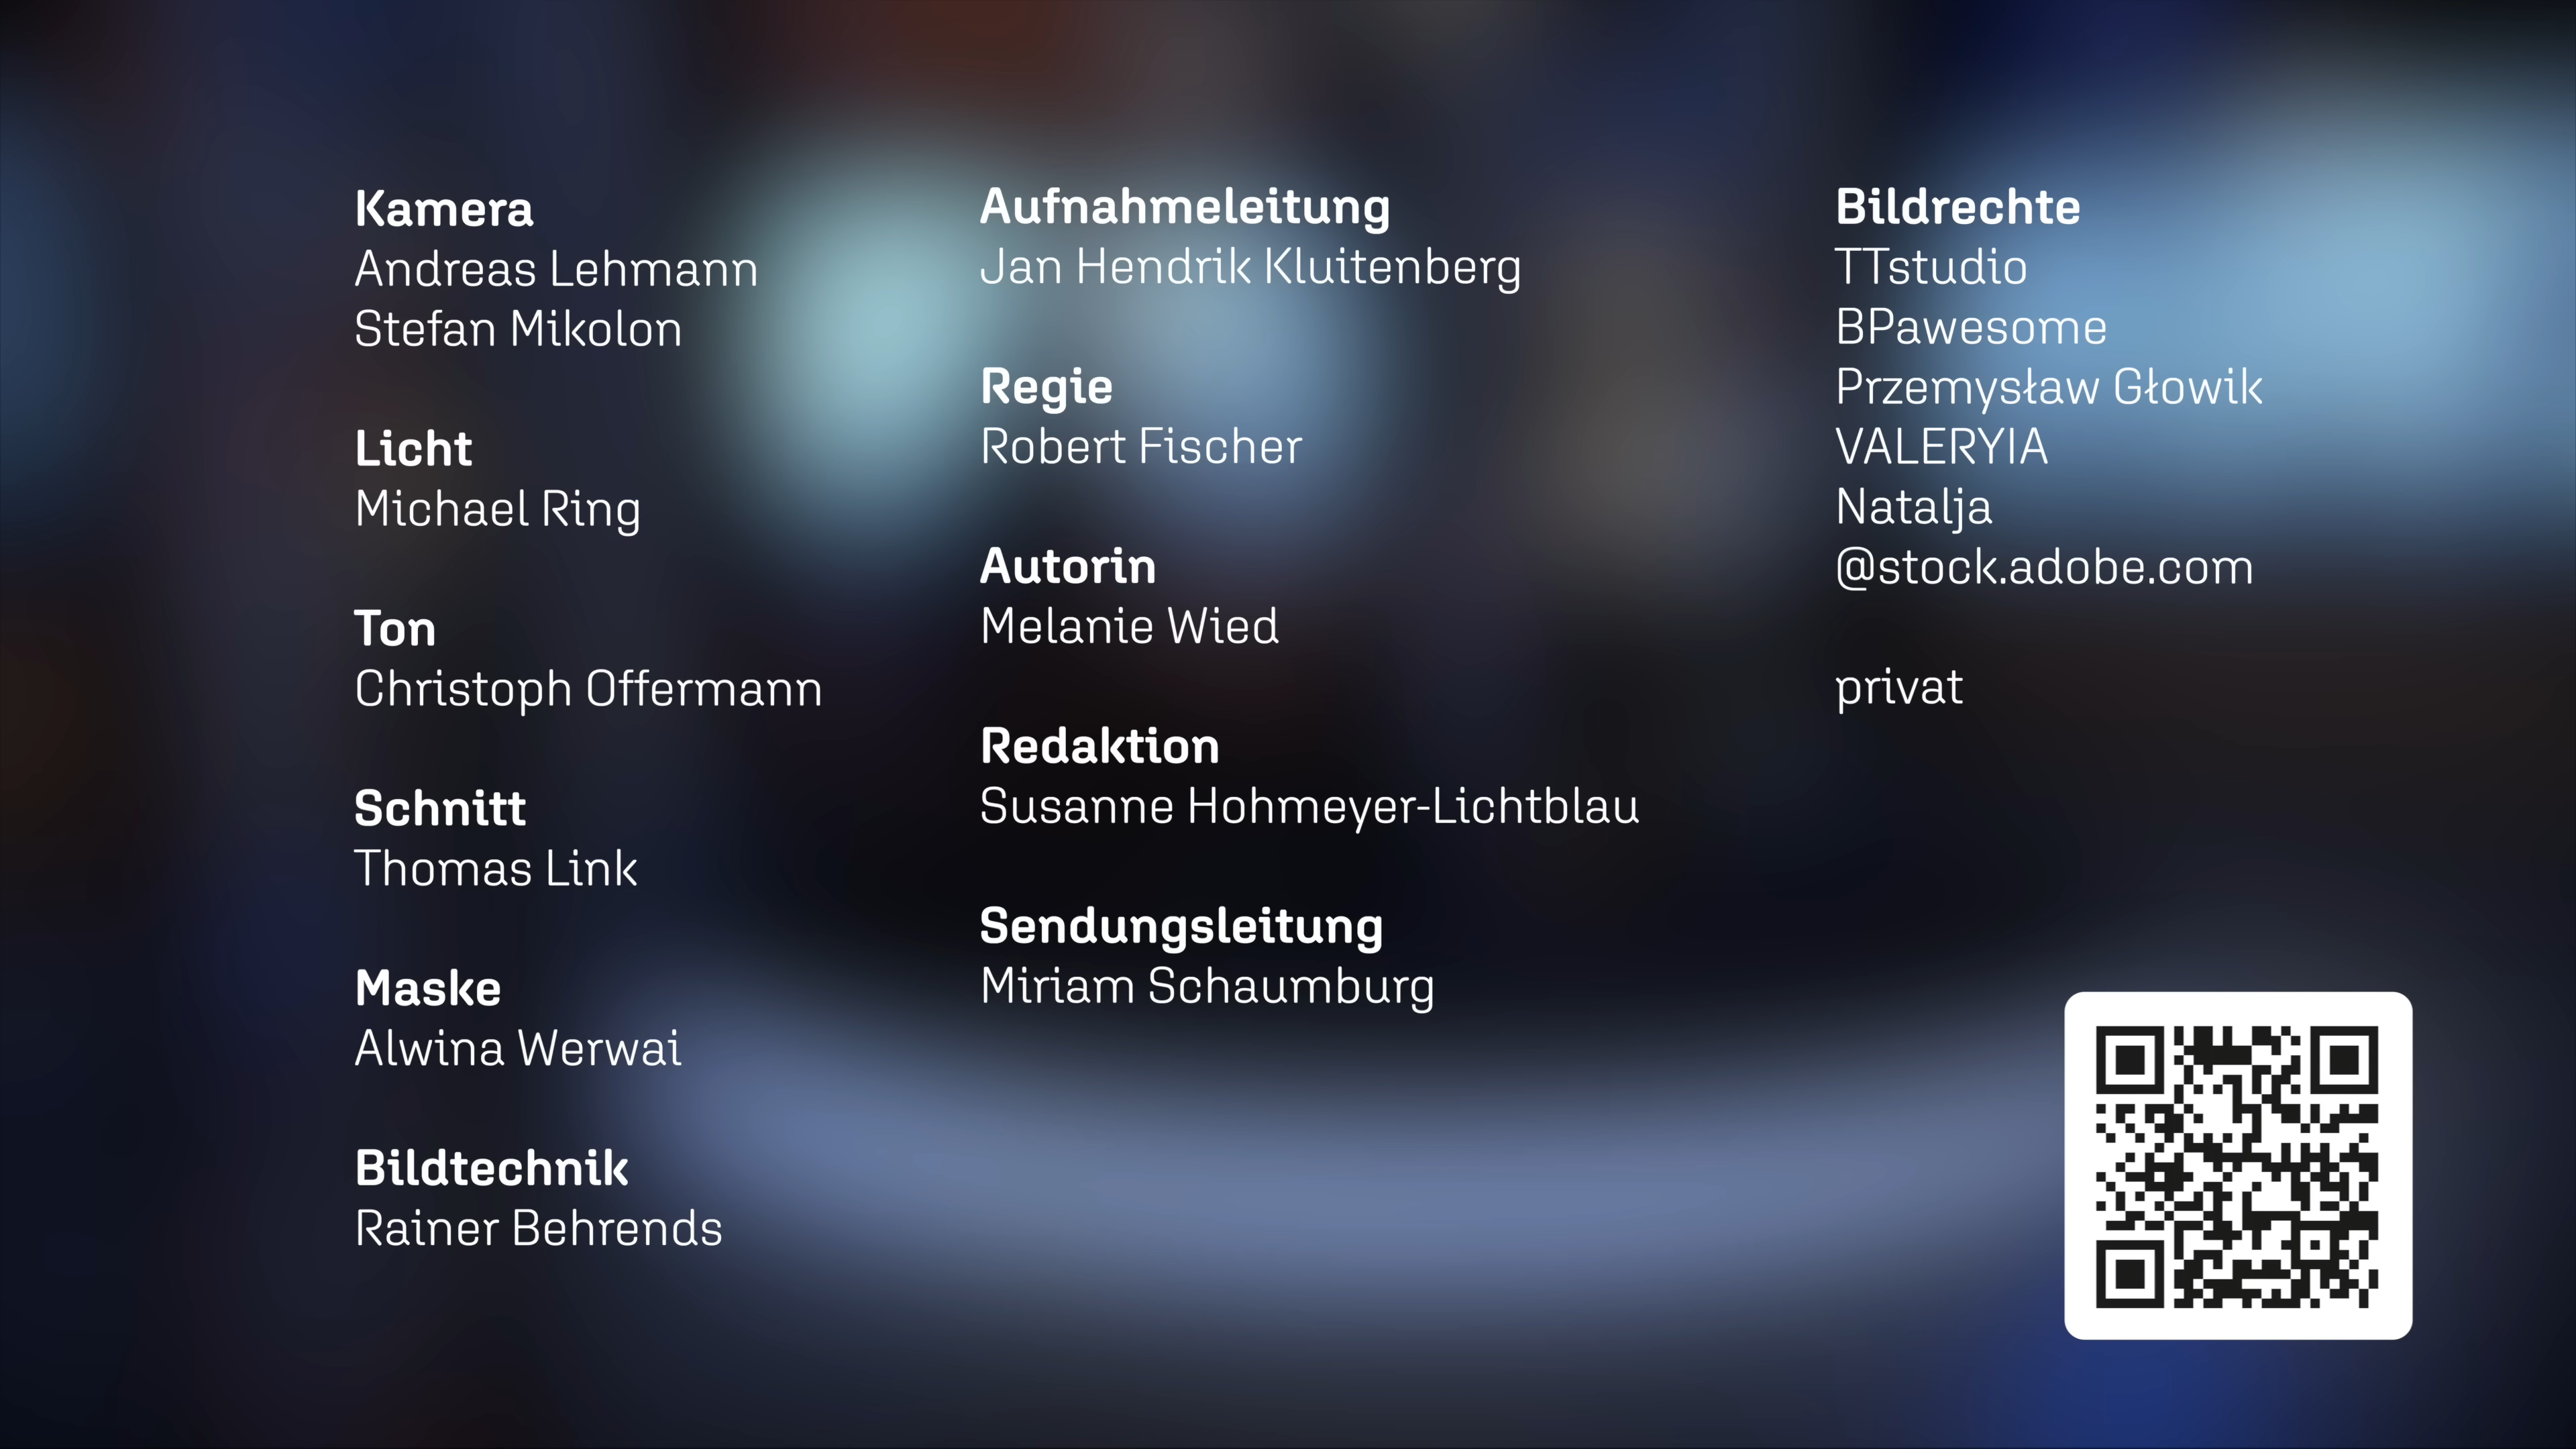 Kamera
Andreas Lehmann
Stefan Mikolon
Licht
Michael Ring
Ton
Christoph Offermann
Schnitt
Thomas Link
Maske
Alwina Werwai
Bildtechnik
Rainer Behrends
Aufnahmeleitung
Jan Hendrik Kluitenberg
Regie
Robert Fischer
Autorin
Melanie Wied
Redaktion
Susanne Hohmeyer-Lichtblau
Sendungsleitung
Miriam Schaumburg
Bildrechte
TTstudio
BPawesome
Przemysław Głowik
VALERYIA
Natalja
@stock.adobe.com
privat